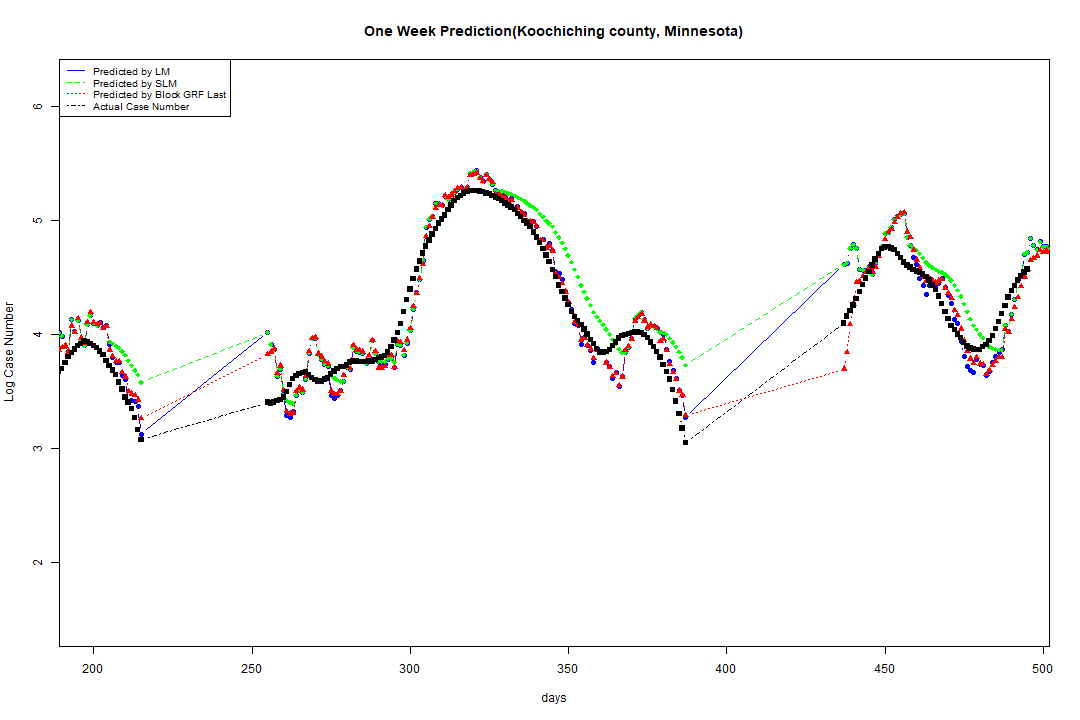 One Week Prediction(Koochiching county, Minnesota)
Predicted by LM
Predicted by SLM
Predicted by Block GRF Last
Actual Case Number
6
5
4
3
2
Log Case Number
200
250
300
350
400
450
500
days